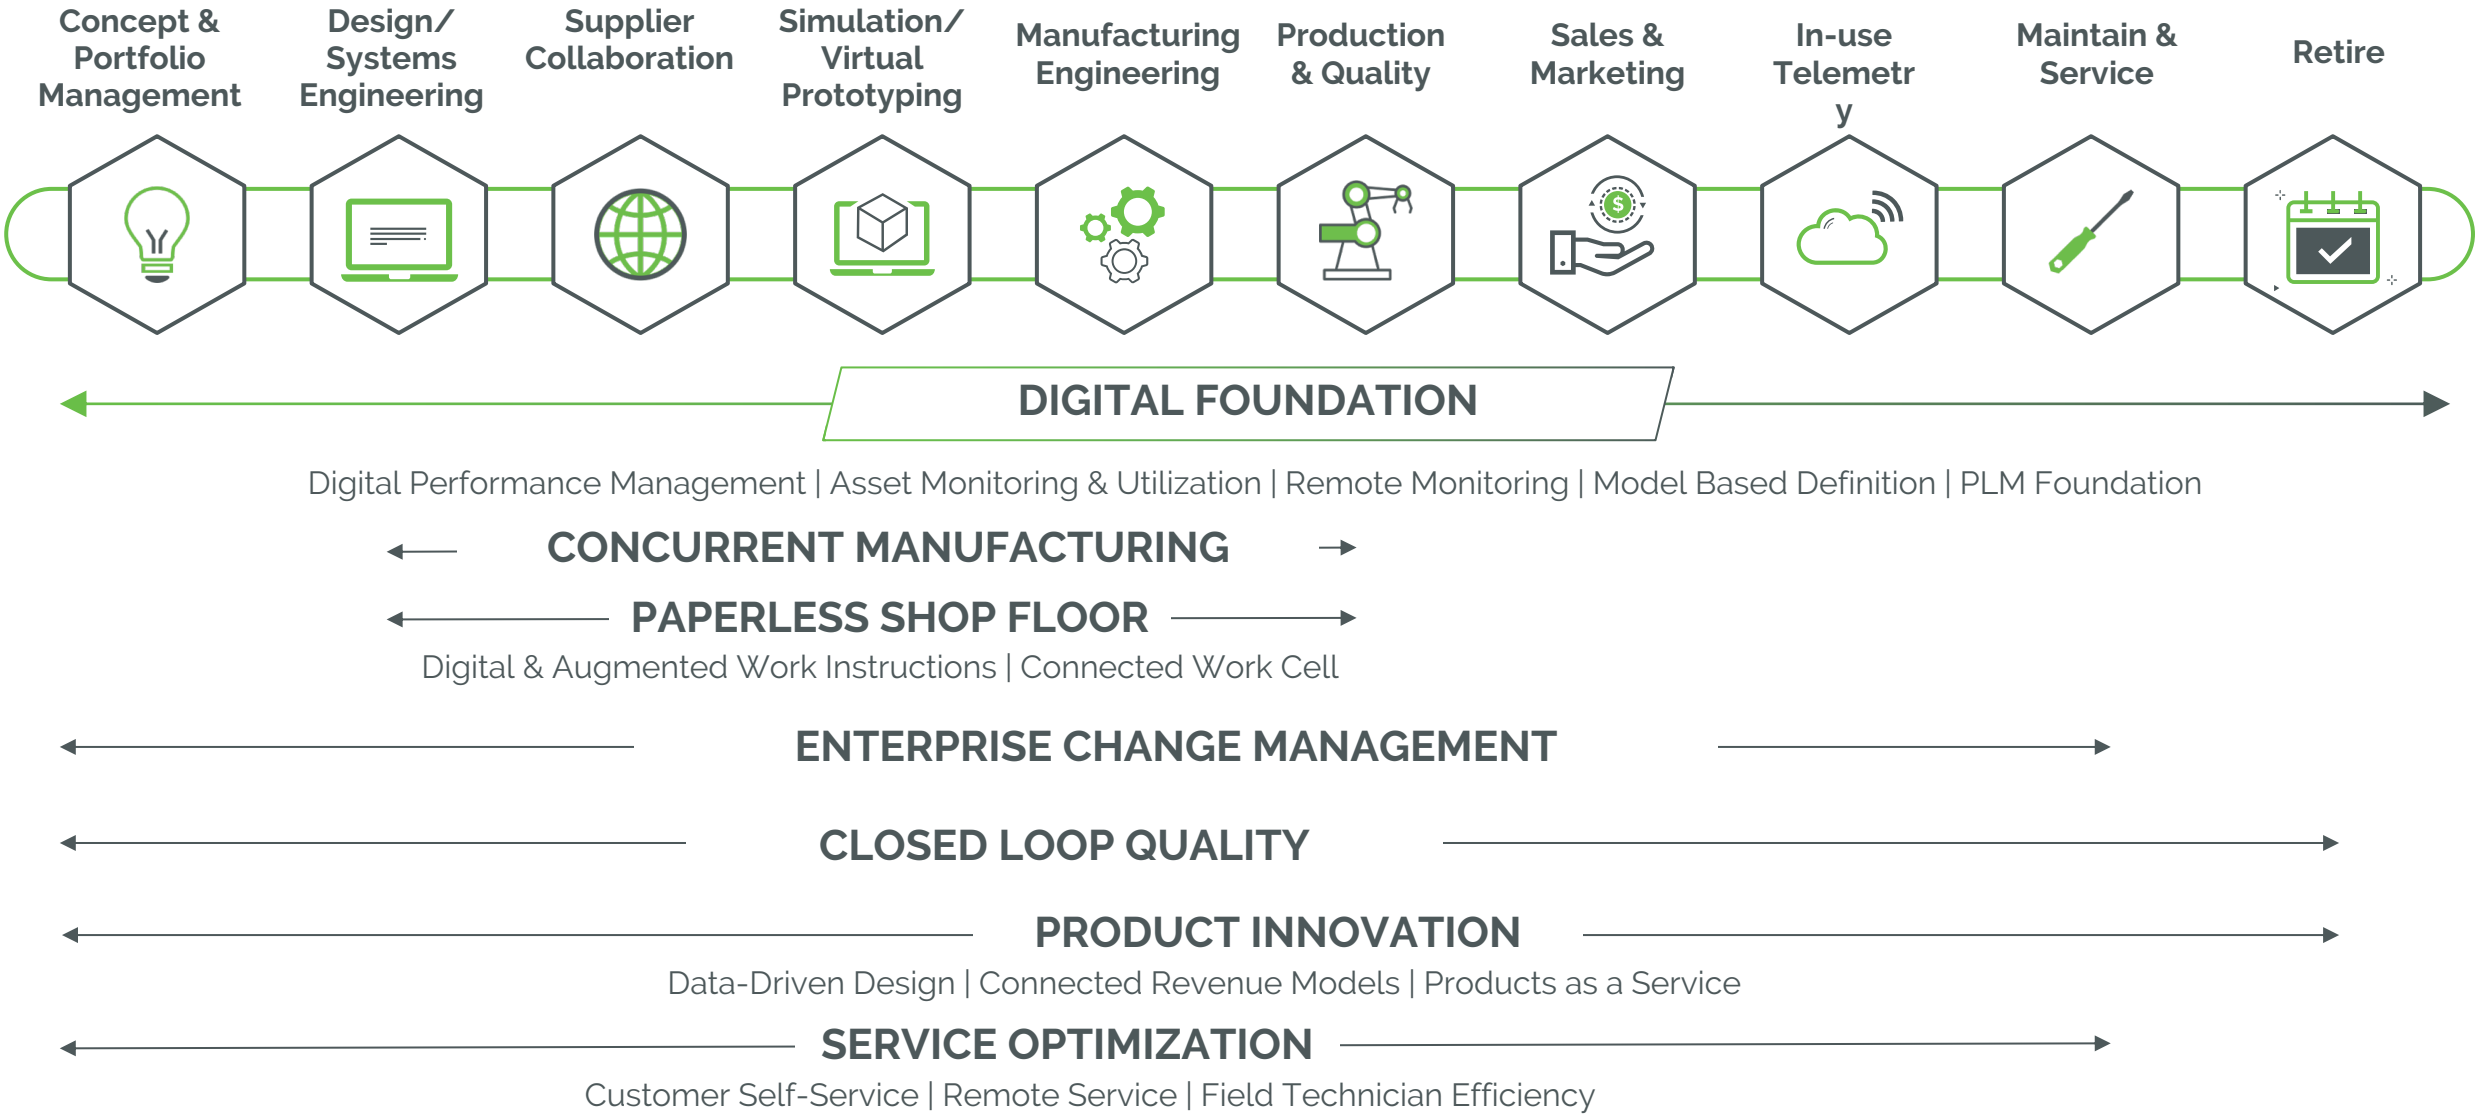 Concept &
Portfolio
Management
Design/
Systems
Engineering
Supplier
Collaboration
Simulation/
Virtual
Prototyping
Manufacturing
Engineering
Production
& Quality
Sales &
Marketing
In-use
Telemetr
y
Maintain &
Service
Retire
$
DIGITAL FOUNDATION
Digital Performance Management | Asset Monitoring & Utilization | Remote Monitoring | Model Based Definition | PLM Foundation
CONCURRENT MANUFACTURING
PAPERLESS SHOP FLOOR
Digital & Augmented Work Instructions | Connected Work Cell
ENTERPRISE CHANGE MANAGEMENT
CLOSED LOOP QUALITY
PRODUCT INNOVATION
Data-Driven Design | Connected Revenue Models | Products as a Service
SERVICE OPTIMIZATION
Customer Self-Service | Remote Service | Field Technician Efficiency